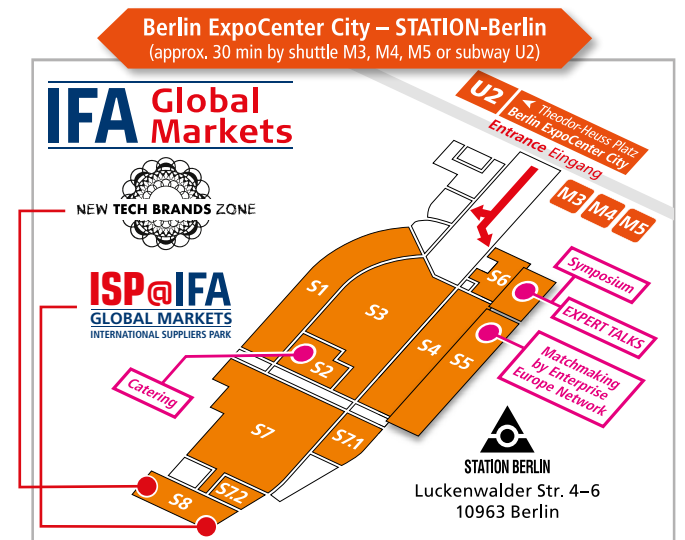 Berlin ExpoCenter City – STATION-Berlin
(approx. 30 min by shuttle M3, M4, M5 or subway U2)
IFA Global
Markets
U2
Theodor-Heuss Platz
Berlin ExpoCenter City
Entrance Eingang
M3 M4 M5
NEW TECH BRANDS ZONE
ISP@IFA
GLOBAL MARKETS
INTERNATIONAL SUPPLIERS PARK
S1
S3
S6
Symposium
EXPERT TALKS
S2
S4
S5
Catering
Matchmaking
by Enterprise
Europe Network
S7
S7.1
S7.2
S8
STATION BERLIN
Luckenwalder Str. 4–6
10963 Berlin